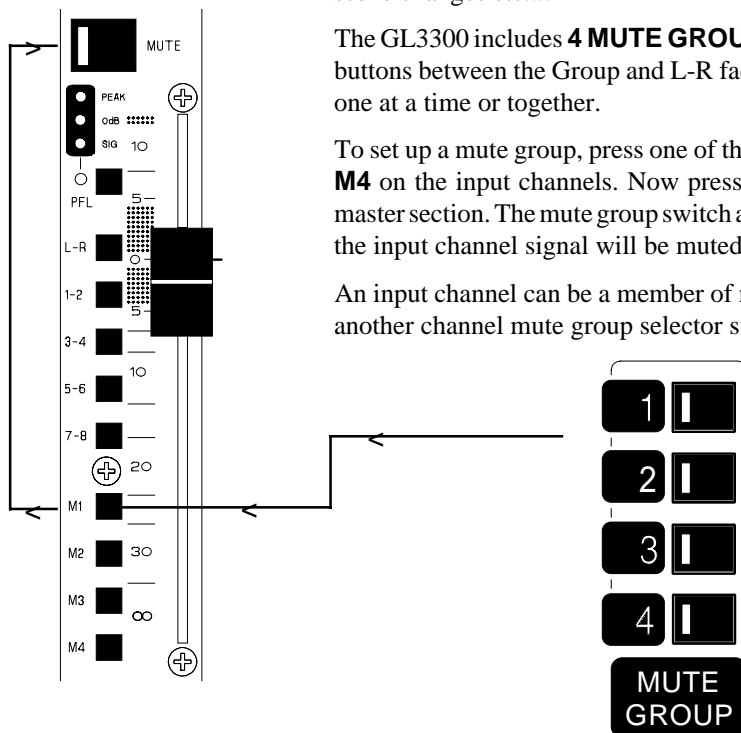 The GL3300 includes 4 MUTE GROU
buttons between the Group and L-R fa
one at a time or together.
To set up a mute group, press one of th
M4 on the input channels. Now press
master section. The mute group switch a
the input channel signal will be muted
An input channel can be a member of
another channel mute group selector s
MUTE
PEAK
0dB
SIG
10
PFL
5
L-R
0
1-2
5
3-4
10
5-6
7-8
20
M1
M2
30
M3
∞
M4
1
2
3
4
MUTE
GROUP